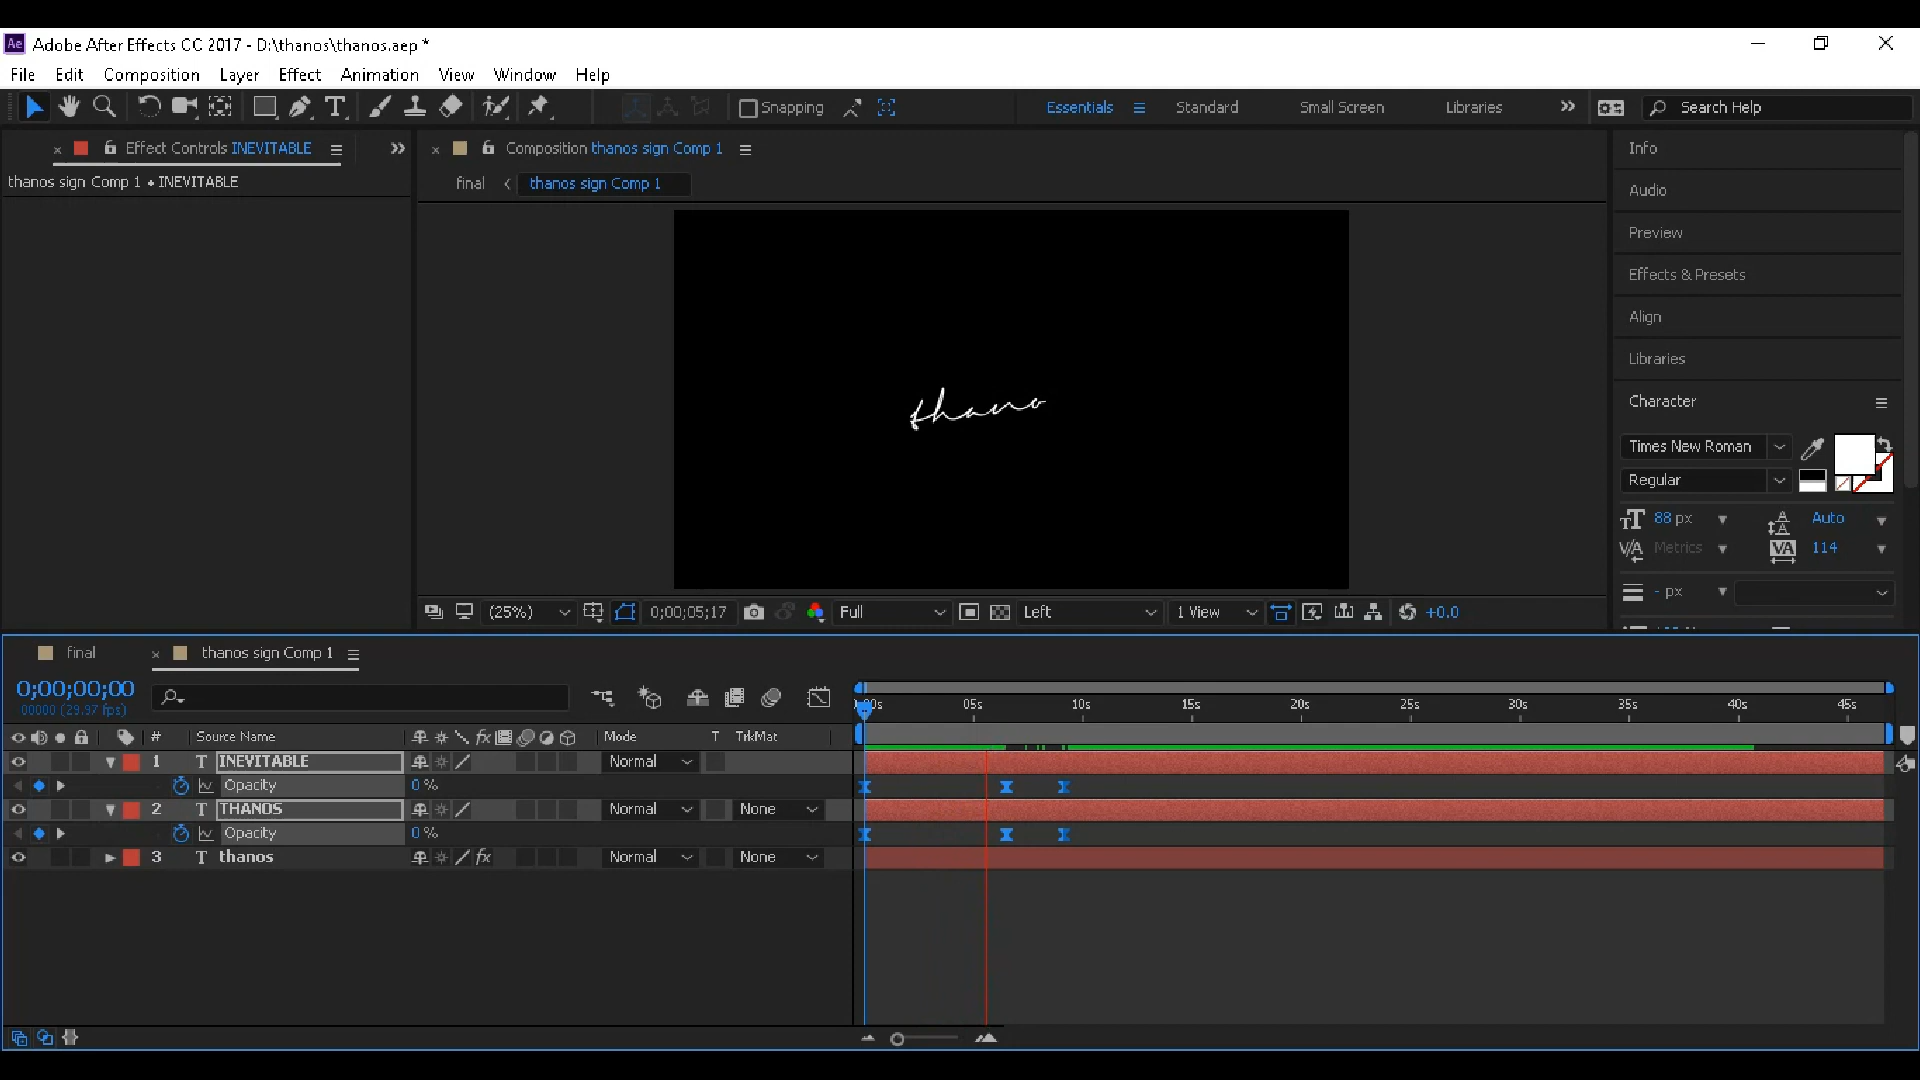 Ae Adobe After Effects CC 2017 - D:\thanos\thanos.aep *
File Edit Composition Layer Effect Animation View Window Help
Snapping Essentials Standard Small Screen Libraries Search Help
Effect Controls INEVITABLE
thanos sign Comp 1 • INEVITABLE
Composition thanos sign Comp 1
final thanos sign Comp 1
thano
(25%) 0;00;05;17 Full Left 1 View +0.0
Info
Audio
Preview
Effects & Presets
Align
Libraries
Character
Times New Roman
Regular
88 px Auto
Metrics 114
- px
final thanos sign Comp 1
0;00;00;00
00000 (29.97 fps)
05s 10s 15s 20s 25s 30s 35s 40s 45s
# Source Name fx Mode T TrkMat
1 T INEVITABLE Normal
Opacity 0 %
2 T THANOS Normal None
Opacity 0 %
3 T thanos fx Normal None